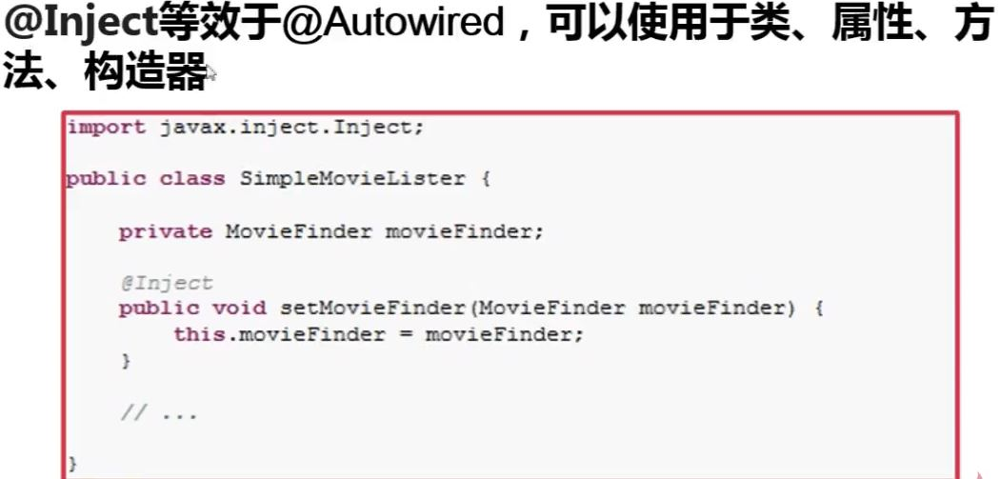 @Inject等效于@Autowired，可以使用于类、属性、方
法、构造器
import javax.inject.Inject;
public class SimpleMovieLister {
private MovieFinder movieFinder;
@Inject
public void setMovieFinder(MovieFinder movieFinder) {
this.movieFinder = movieFinder;
}
// ...
}